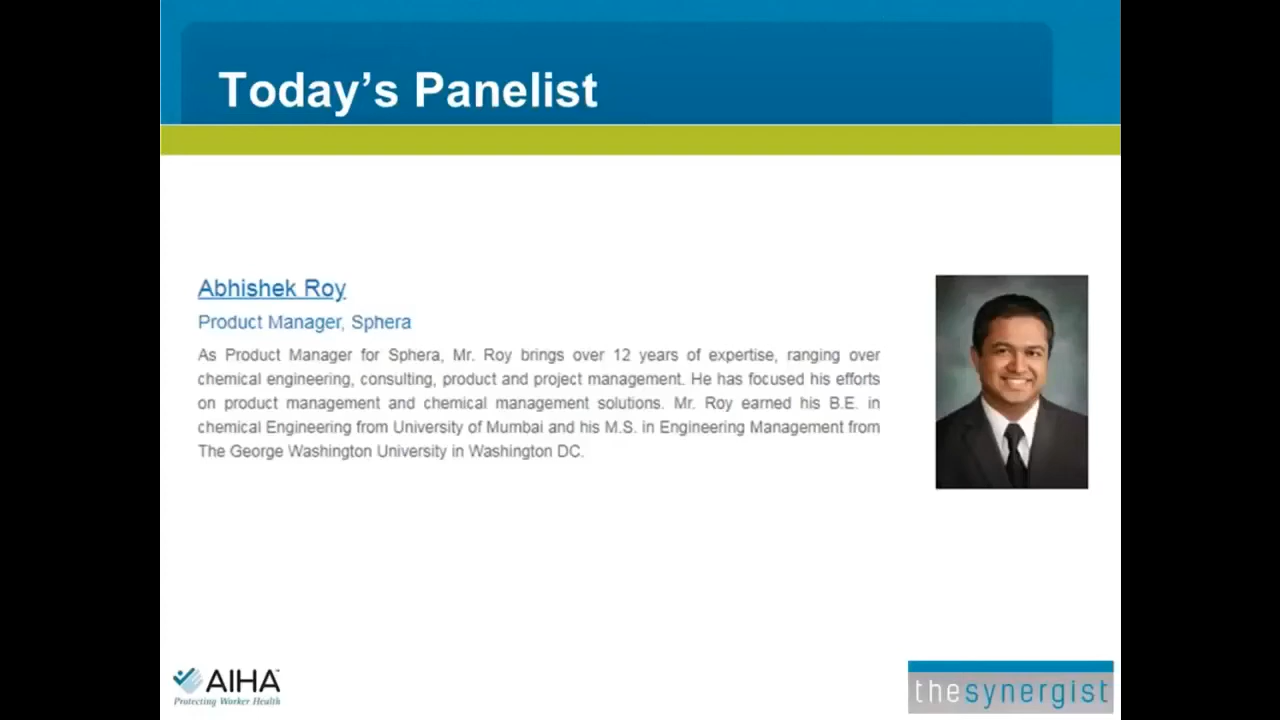 Today's Panelist
Abhishek Roy
Product Manager, Sphera
As Product Manager for Sphera, Mr. Roy brings over 12 years of expertise, ranging over
chemical engineering, consulting, product and project management. He has focused his efforts
on product management and chemical management solutions. Mr. Roy earned his B.E. in
chemical Engineering from University of Mumbai and his M.S. in Engineering Management from
The George Washington University in Washington DC.
AIHA™
Protecting Worker Health
thesynergist